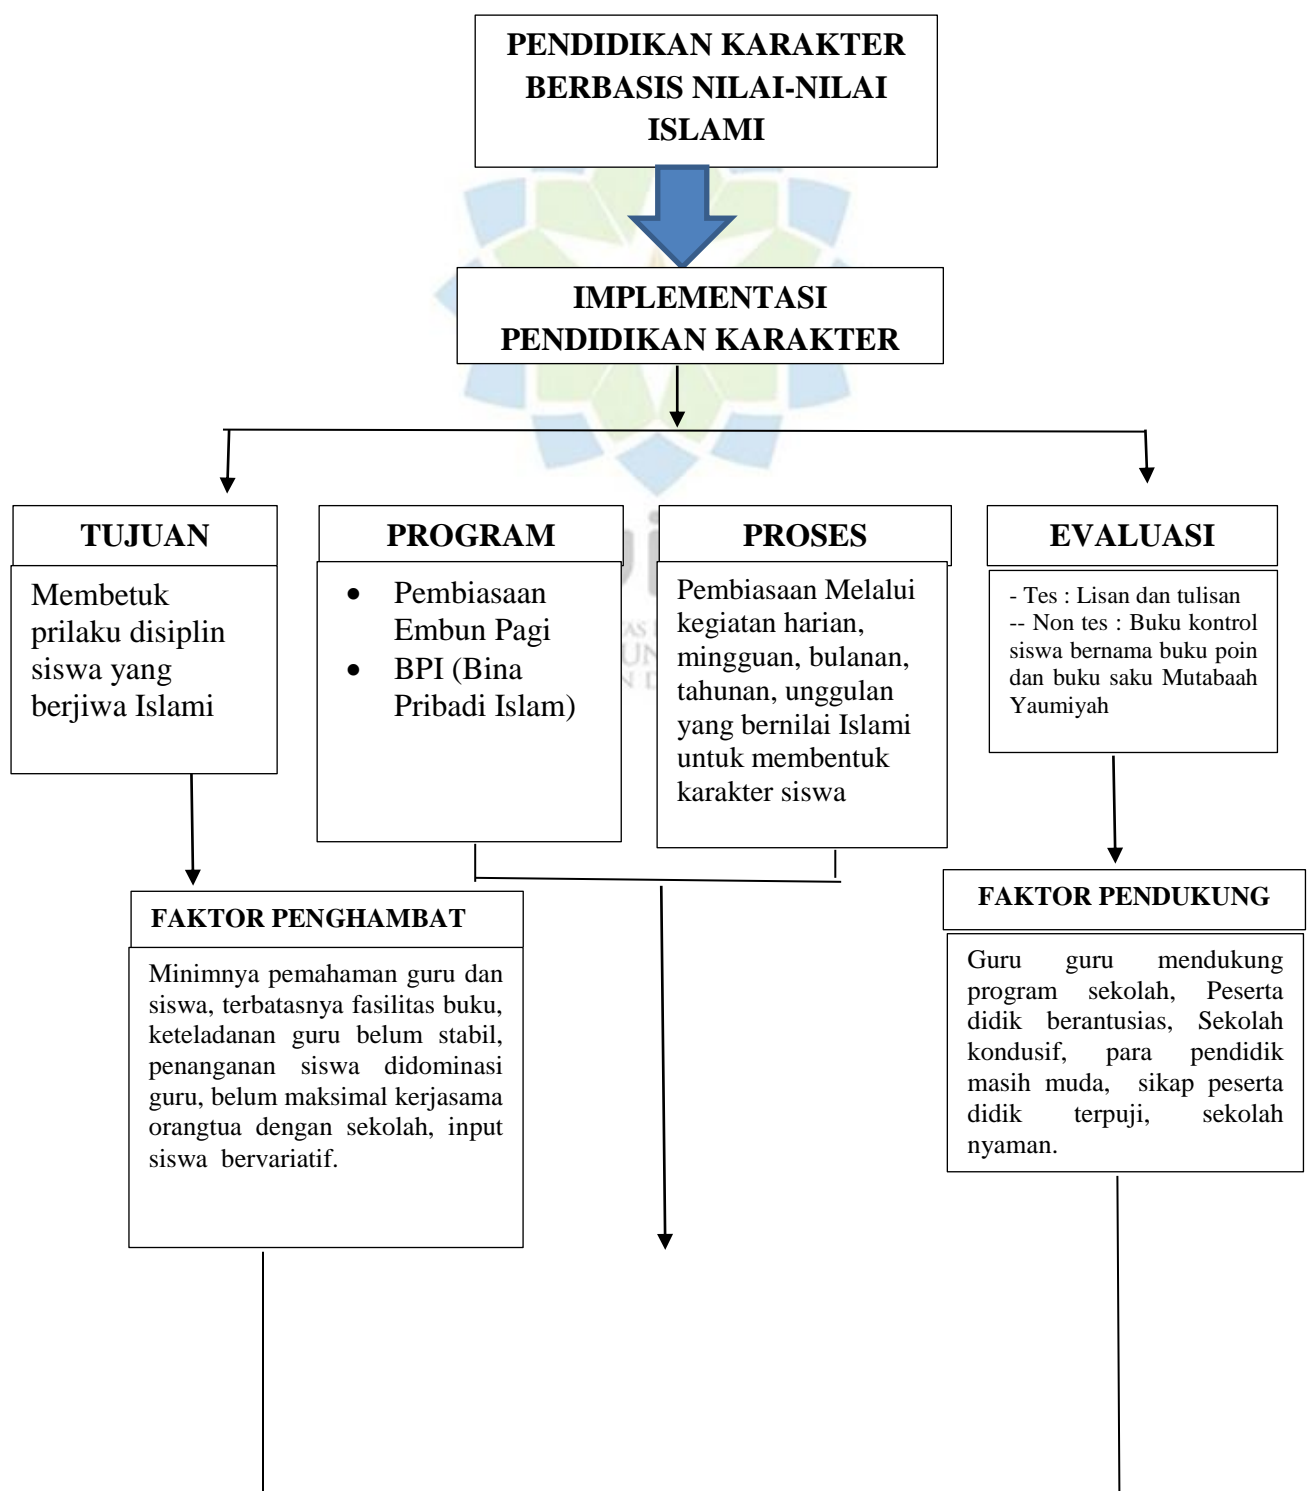 PENDIDIKAN KARAKTER
BERBASIS NILAI-NILAI
ISLAMI
IMPLEMENTASI
PENDIDIKAN KARAKTER
TUJUAN
Membetuk
prilaku disiplin
siswa yang
berjiwa Islami
PROGRAM
• Pembiasaan
Embun Pagi
• BPI (Bina
Pribadi Islam)
PROSES
Pembiasaan Melalui
kegiatan harian,
mingguan, bulanan,
tahunan, unggulan
yang bernilai Islami
untuk membentuk
karakter siswa
EVALUASI
- Tes : Lisan dan tulisan
-- Non tes : Buku kontrol
siswa bernama buku poin
dan buku saku Mutabaah
Yaumiyah
FAKTOR PENGHAMBAT
Minimnya pemahaman guru dan
siswa, terbatasnya fasilitas buku,
keteladanan guru belum stabil,
penanganan siswa didominasi
guru, belum maksimal kerjasama
orangtua dengan sekolah, input
siswa bervariatif.
FAKTOR PENDUKUNG
Guru guru mendukung
program sekolah, Peserta
didik berantusias, Sekolah
kondusif, para pendidik
masih muda, sikap peserta
didik terpuji, sekolah
nyaman.